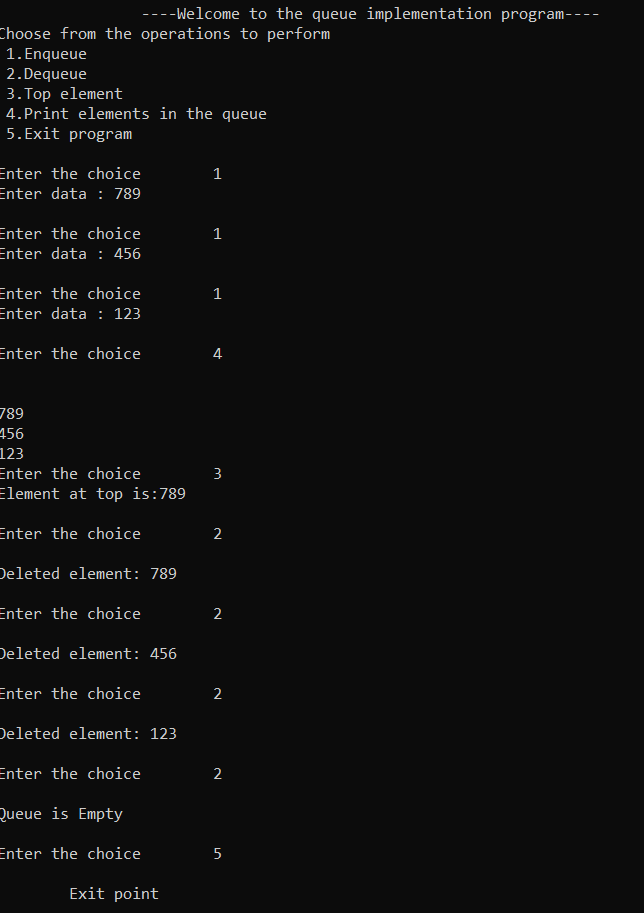 ----Welcome to the queue implementation program----
Choose from the operations to perform
1.Enqueue
2.Dequeue
3.Top element
4.Print elements in the queue
5.Exit program
Enter the choice 1
Enter data : 789
Enter the choice 1
Enter data : 456
Enter the choice 1
Enter data : 123
Enter the choice 4
789
456
123
Enter the choice 3
Element at top is:789
Enter the choice 2
Deleted element: 789
Enter the choice 2
Deleted element: 456
Enter the choice 2
Deleted element: 123
Enter the choice 2
Queue is Empty
Enter the choice 5
Exit point